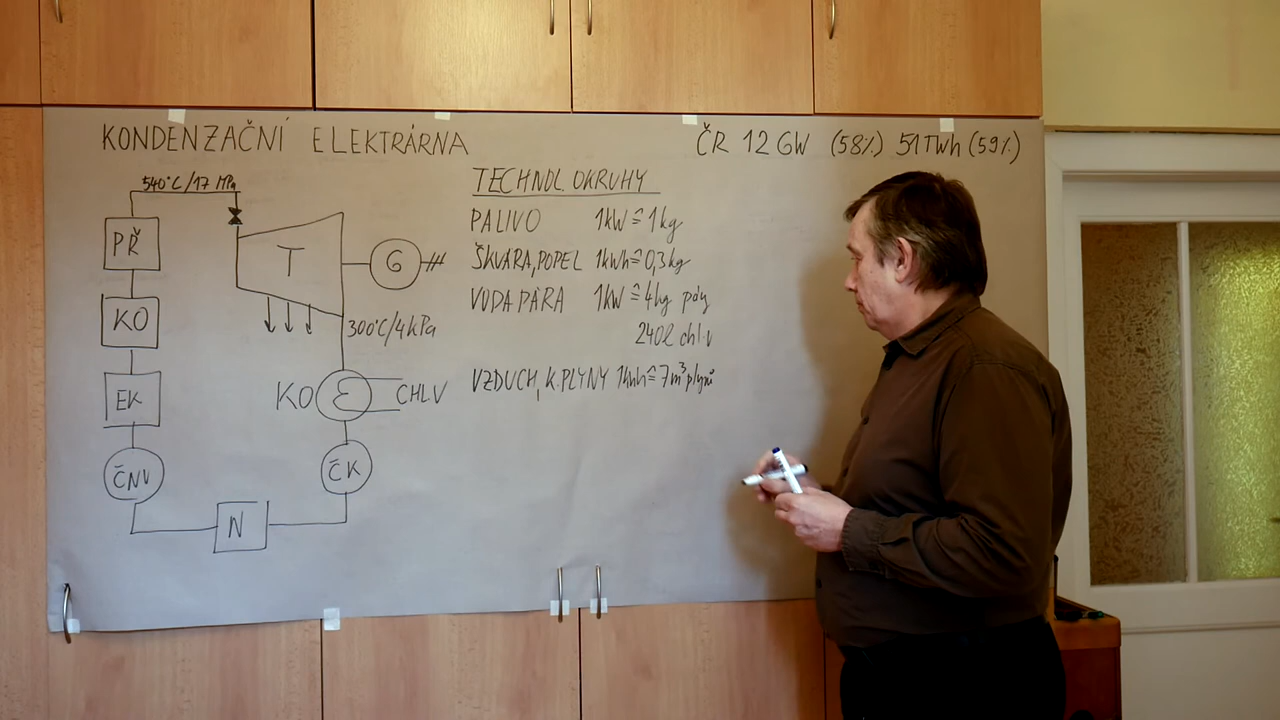 KONDENZAČNÍ ELEKTRÁRNA
ČR 12 GW (58%) 51 TWh (59%)
540°C/17 MPa
PŘ
KO
EK
ČNV
N
T
G
300°C/4kPa
KO
CHLV
ČK
TECHNOL. OKRUHY
PALIVO 1kW ≙ 1kg
ŠKVÁRA, POPEL 1kWh ≙ 0,3kg
VODA PÁRA 1kW ≙ 4kg páry
240l chl.v
VZDUCH, K. PLYNY 1kWh ≙ 7m³ plynů